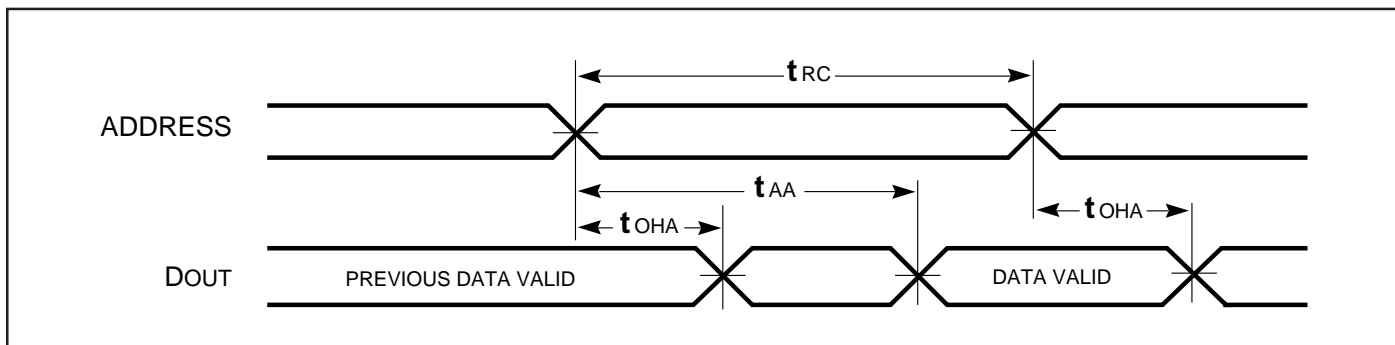 tRC
ADDRESS
tAA
tOHA
tOHA
DOUT
PREVIOUS DATA VALID
DATA VALID